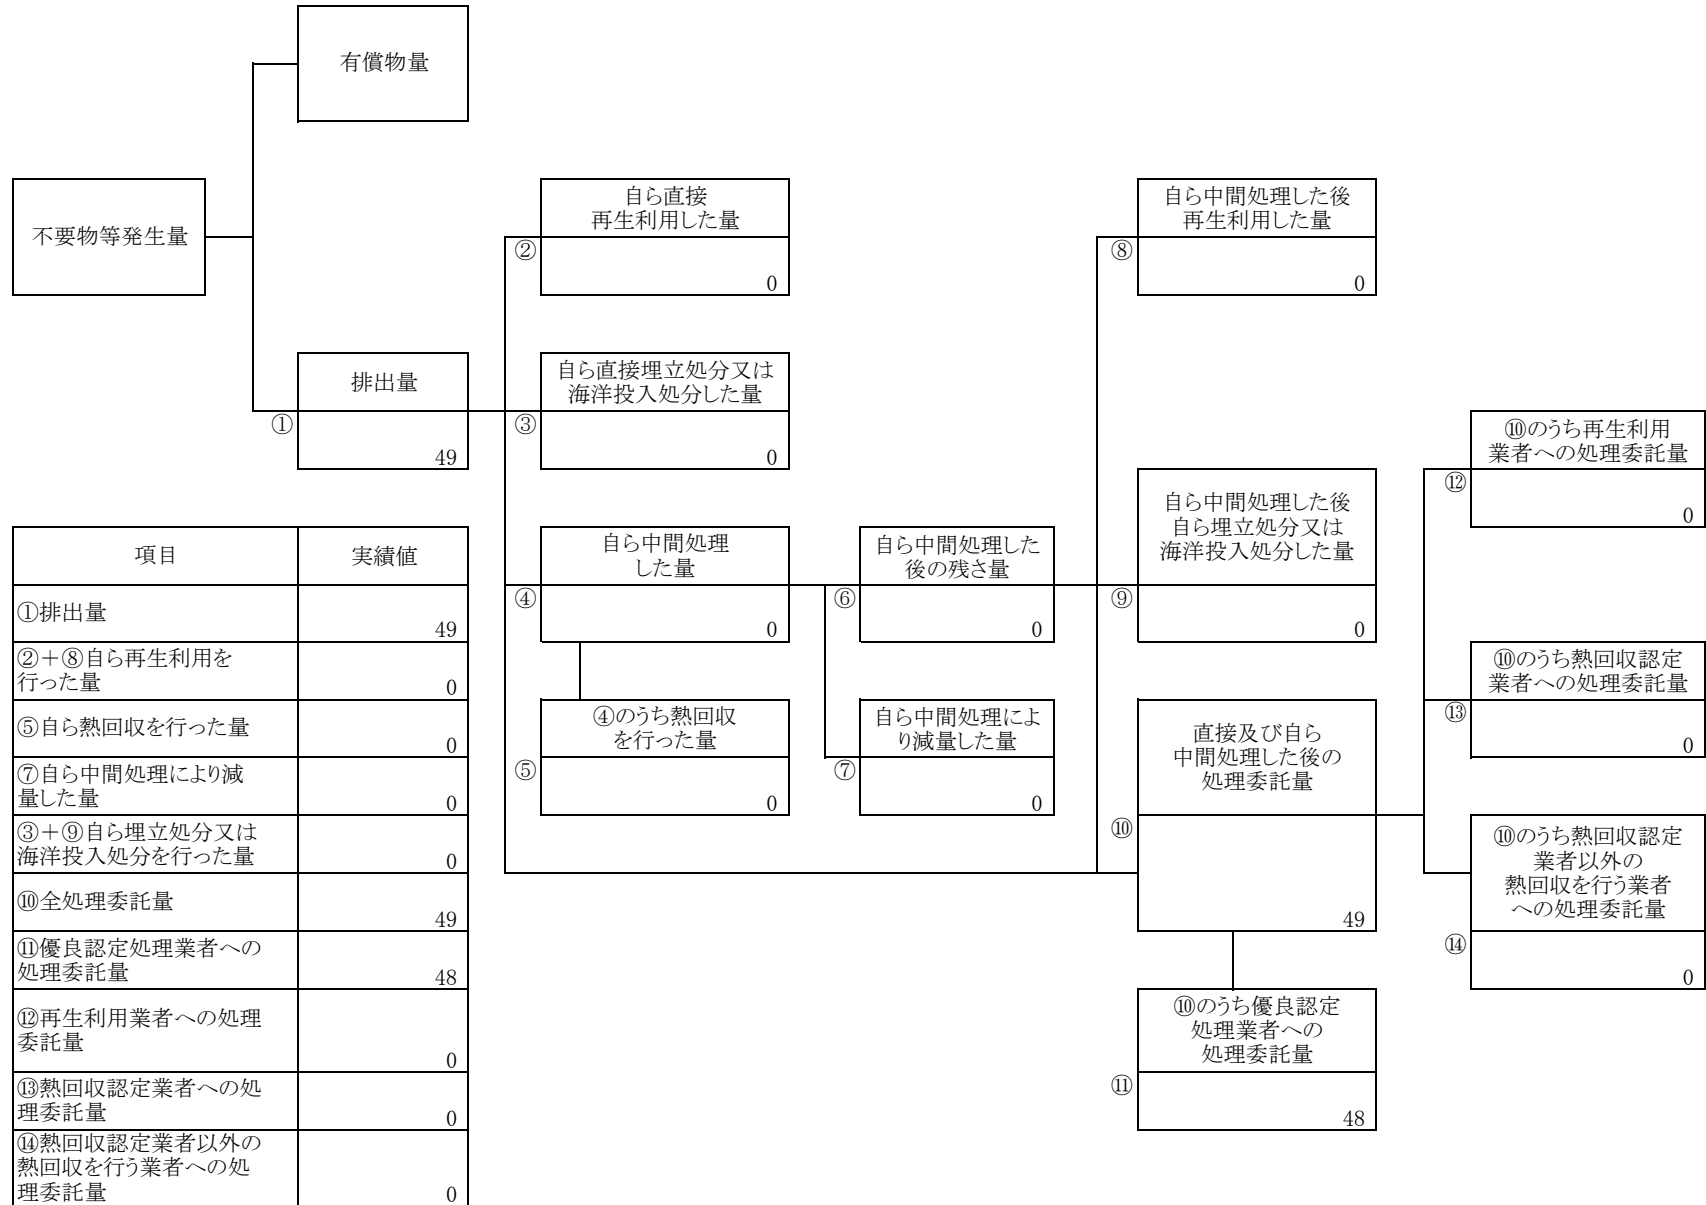 有償物量
不要物等発生量
排出量
①
49
自ら直接
再生利用した量
②
0
自ら直接埋立処分又は
海洋投入処分した量
③
0
自ら中間処理
した量
④
0
④のうち熱回収
を行った量
⑤
0
自ら中間処理した
後の残さ量
⑥
0
自ら中間処理によ
り減量した量
⑦
0
自ら中間処理した後
再生利用した量
⑧
0
自ら中間処理した後
自ら埋立処分又は
海洋投入処分した量
⑨
0
直接及び自ら
中間処理した後の
処理委託量
⑩
49
⑩のうち優良認定
処理業者への
処理委託量
⑪
48
⑩のうち再生利用
業者への処理委託量
⑫
0
⑩のうち熱回収認定
業者への処理委託量
⑬
0
⑩のうち熱回収認定
業者以外の
熱回収を行う業者
への処理委託量
⑭
0
項目 実績値
①排出量
49
②+⑧自ら再生利用を
行った量
0
⑤自ら熱回収を行った量
0
⑦自ら中間処理により減
量した量
0
③+⑨自ら埋立処分又は
海洋投入処分を行った量
0
⑩全処理委託量
49
⑪優良認定処理業者への
処理委託量
48
⑫再生利用業者への処理
委託量
0
⑬熱回収認定業者への処
理委託量
0
⑭熱回収認定業者以外の
熱回収を行う業者への処
理委託量
0